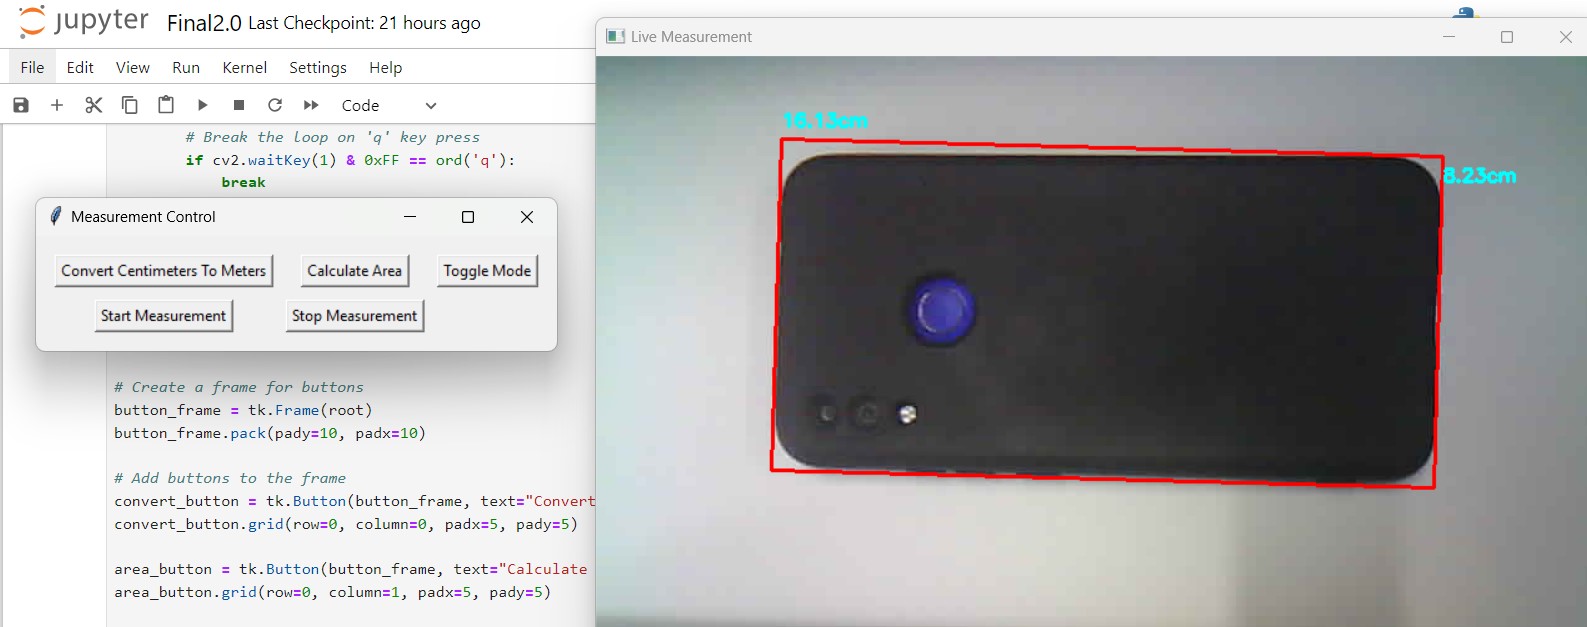 jupyter Final2.0 Last Checkpoint: 21 hours ago
File Edit View Run Kernel Settings Help
Code
# Break the loop on 'q' key press
if cv2.waitKey(1) & 0xFF == ord('q'):
break
Measurement Control
Convert Centimeters To Meters Calculate Area Toggle Mode
Start Measurement Stop Measurement
# Create a frame for buttons
button_frame = tk.Frame(root)
button_frame.pack(pady=10, padx=10)
# Add buttons to the frame
convert_button = tk.Button(button_frame, text="Convert
convert_button.grid(row=0, column=0, padx=5, pady=5)
area_button = tk.Button(button_frame, text="Calculate
area_button.grid(row=0, column=1, padx=5, pady=5)
Live Measurement
16.13cm
8.23cm